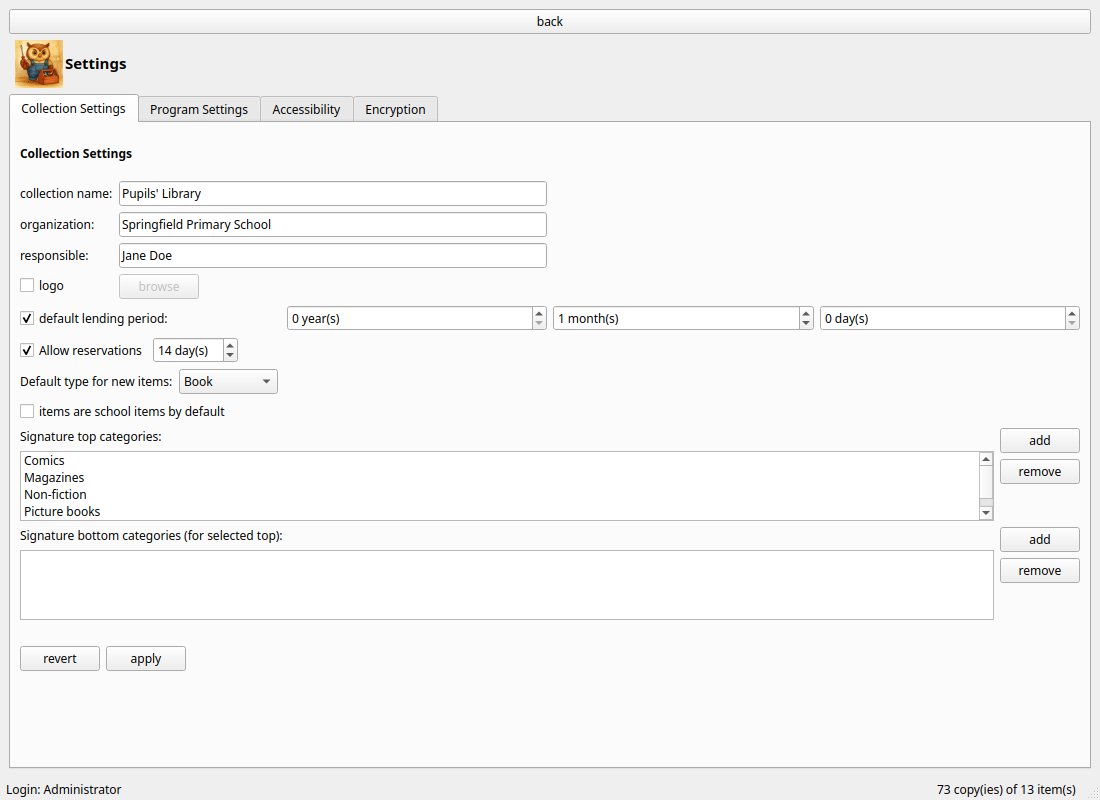 back
Settings
Collection Settings Program Settings Accessibility Encryption
Collection Settings
collection name: Pupils' Library
organization: Springfield Primary School
responsible: Jane Doe
logo browse
default lending period: 0 year(s) 1 month(s) 0 day(s)
Allow reservations 14 day(s)
Default type for new items: Book
items are school items by default
Signature top categories: add
Comics
Magazines remove
Non-fiction
Picture books
Signature bottom categories (for selected top): add
remove
revert apply
Login: Administrator 73 copy(ies) of 13 item(s)